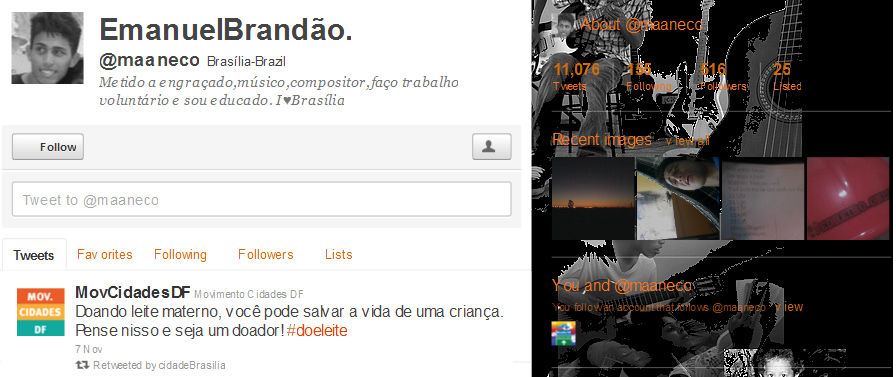 EmanuelBrandão.
@maaneco Brasília-Brazil
Metido a engraçado,músico,compositor,faço trabalho
voluntário e sou educado. I♥Brasília
Follow
Tweet to @maaneco
Tweets Favorites Following Followers Lists
MOV.
CIDADES
DF
MovCidadesDF Movimento Cidades DF
Doando leite materno, você pode salvar a vida de uma criança.
Pense nisso e seja um doador! #doeleite
7 Nov
Retweeted by cidadeBrasilia
About @maaneco
11,076 155 616 25
Tweets Following Followers Listed
Recent images view all
You and @maaneco
You follow an account that follows @maaneco view